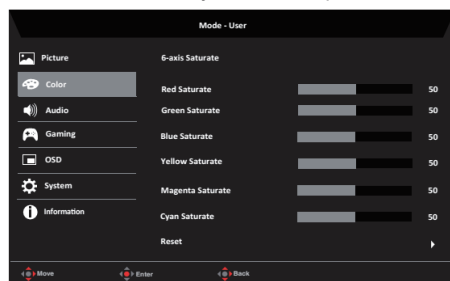 Mode - User
Picture
Color
Audio
Gaming
OSD
System
Information
6-axis Saturate
Red Saturate 50
Green Saturate 50
Blue Saturate 50
Yellow Saturate 50
Magenta Saturate 50
Cyan Saturate 50
Reset
Move Enter Back